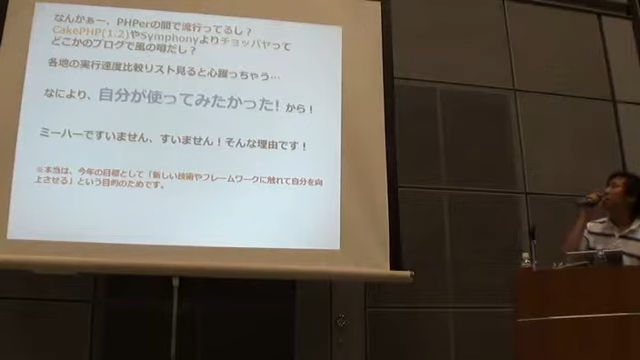 なんかぁー、PHPerの間で流行ってるし？
CakePHP(1.2)やSymphonyよりチョッパヤって
どこかのブログで風の噂だし？
各地の実行速度比較リスト見ると心躍っちゃう…
なにより、自分が使ってみたかった！から！
ミーハーですいません、すいません！そんな理由です！
※本当は、今年の目標として「新しい技術やフレームワークに触れて自分を向
上させる」という目的のためです。